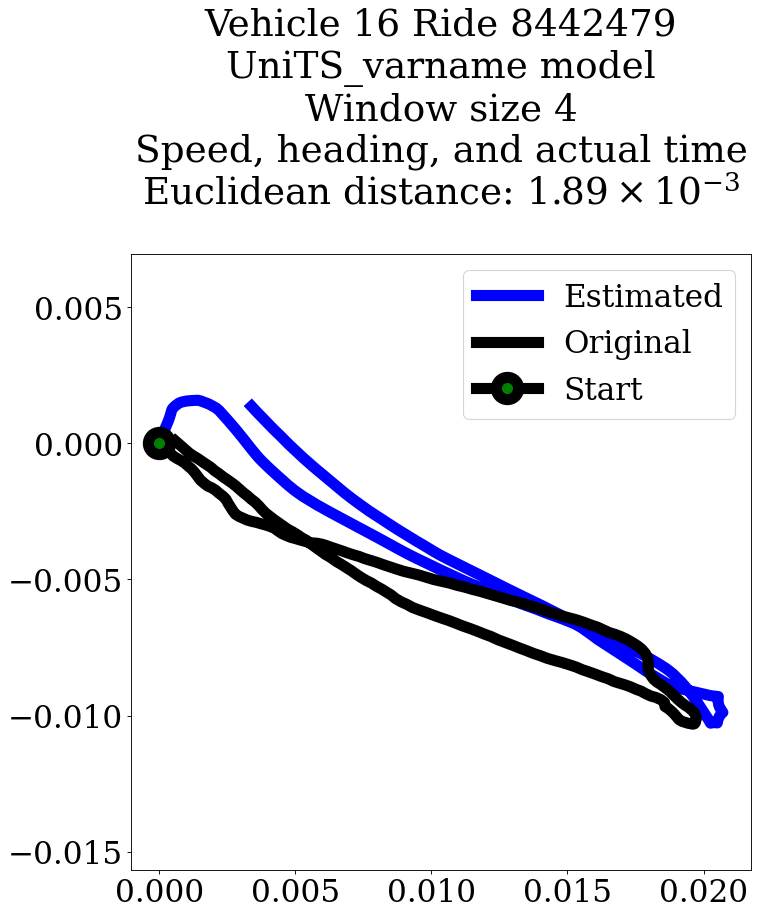 Vehicle 16 Ride 8442479
UniTS_varname model
Window size 4
Speed, heading, and actual time
Euclidean distance: 1.89 × 10⁻³
Estimated
Original
Start
0.005
0.000
−0.005
−0.010
−0.015
0.000 0.005 0.010 0.015 0.020